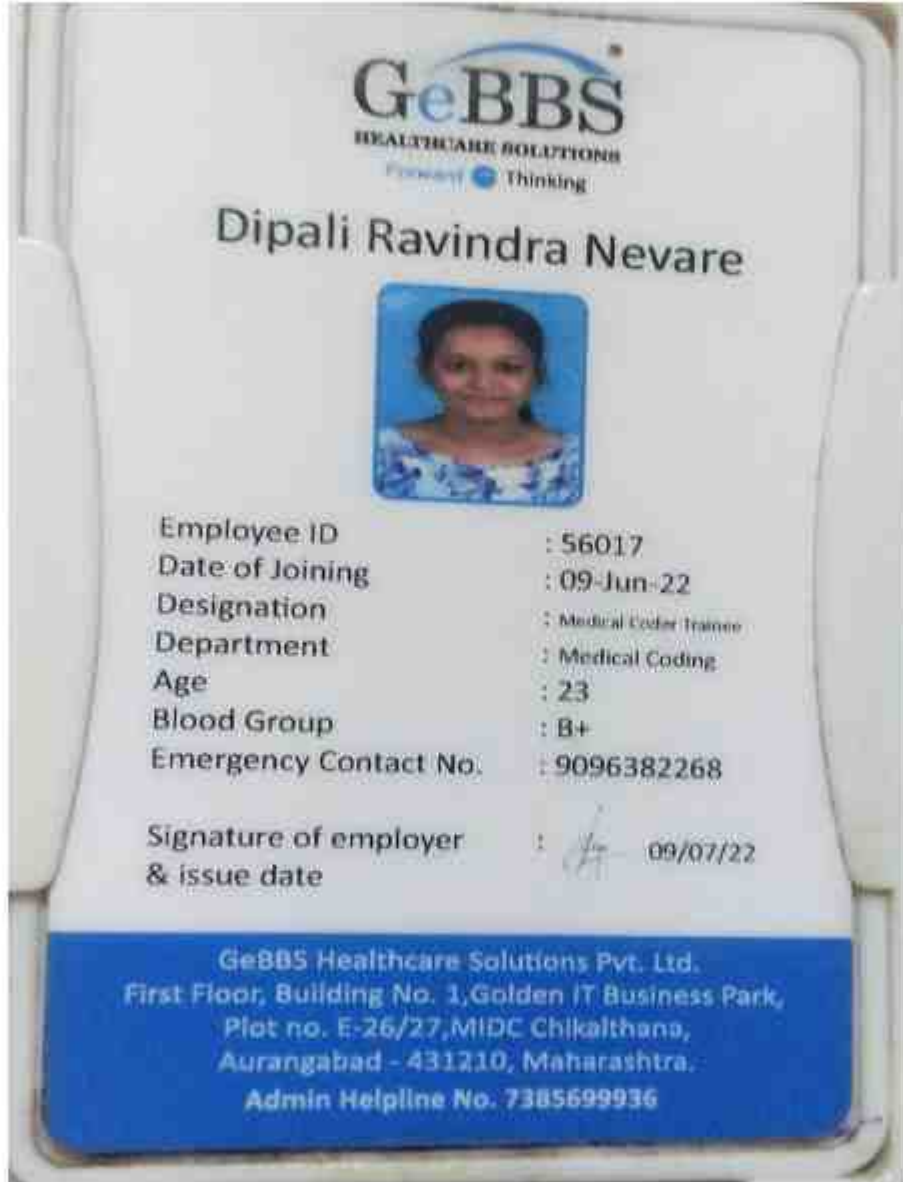 GeBBS
HEALTHCARE SOLUTIONS
Forward Thinking
Dipali Ravindra Nevare
Employee ID : 56017
Date of Joining : 09-Jun-22
Designation : Medical Coder Trainee
Department : Medical Coding
Age : 23
Blood Group : B+
Emergency Contact No. : 9096382268
Signature of employer : 09/07/22
& issue date
GeBBS Healthcare Solutions Pvt. Ltd.
First Floor, Building No. 1,Golden IT Business Park,
Plot no. E-26/27,MIDC Chikalthana,
Aurangabad - 431210, Maharashtra.
Admin Helpline No. 7385699936